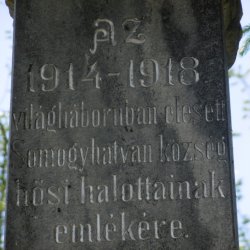 Az
1914-1918
világháborúban elesett
Somogyhatvan község
hősi halottainak
emlékére.